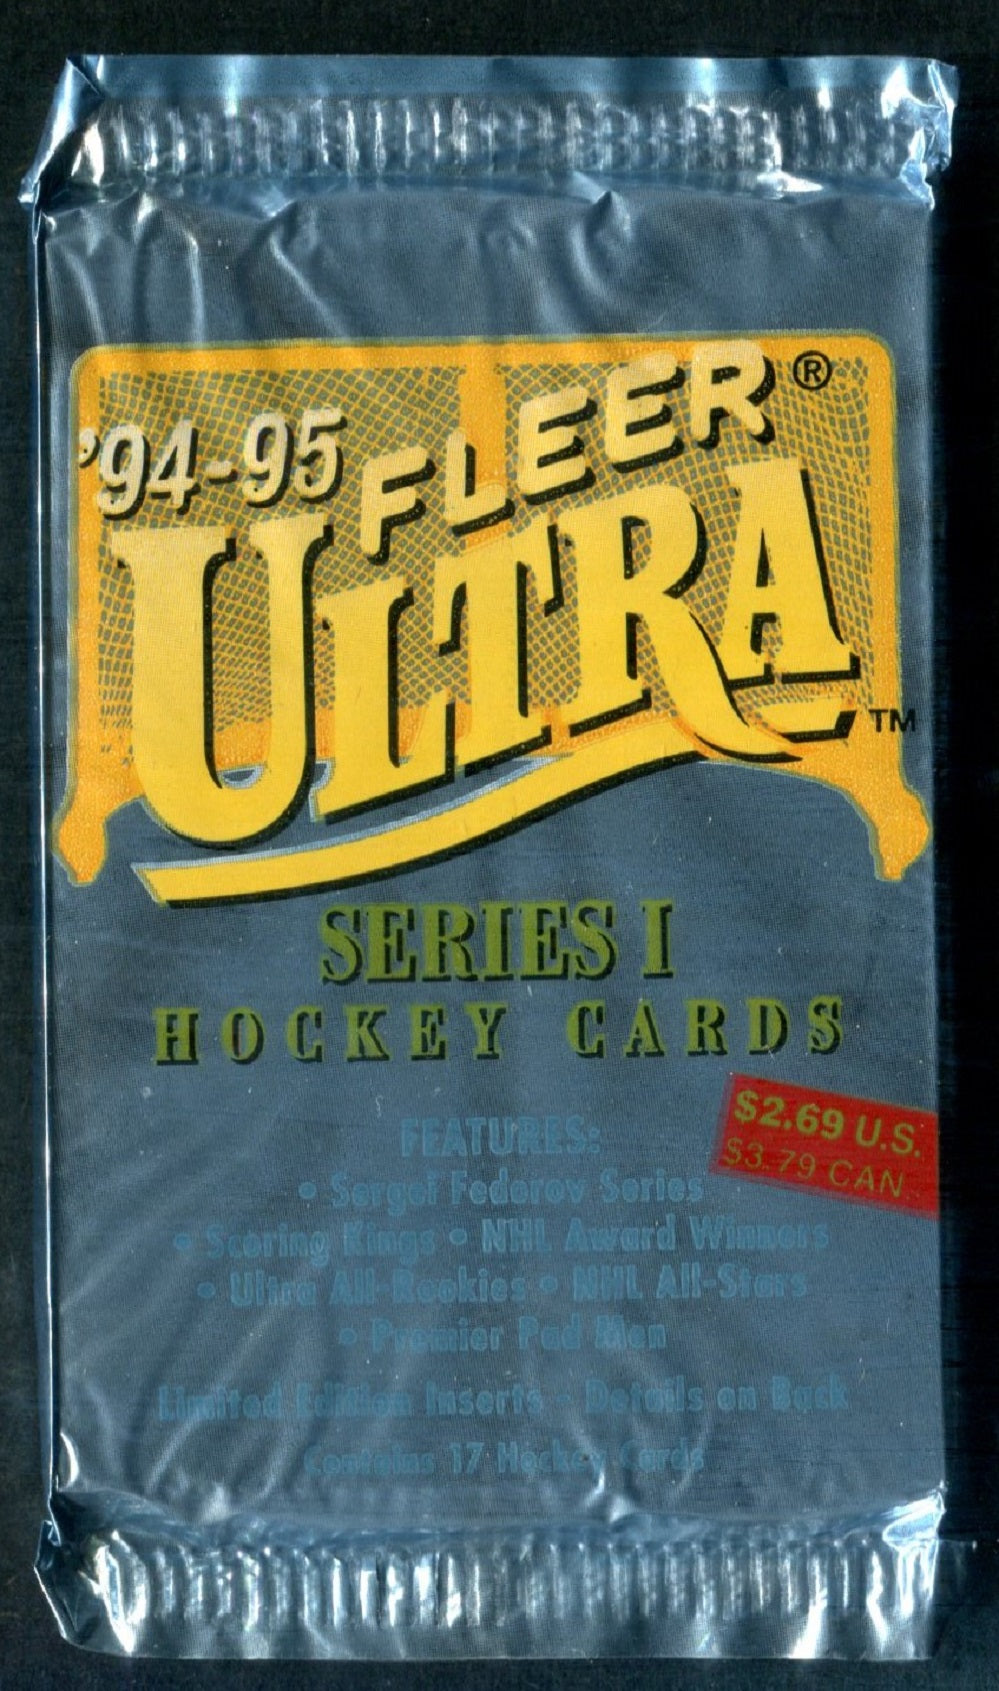 '94-95 FLEER®
ULTRA™
SERIES I
HOCKEY CARDS
$2.69 U.S.
$3.79 CAN.
FEATURES:
• Sergei Federov Series
• Scoring Kings • NHL Award Winners
• Ultra All-Rookies • NHL All-Stars
• Premier Pad Men
Limited Edition Inserts - Details on Back
Contains 17 Hockey Cards